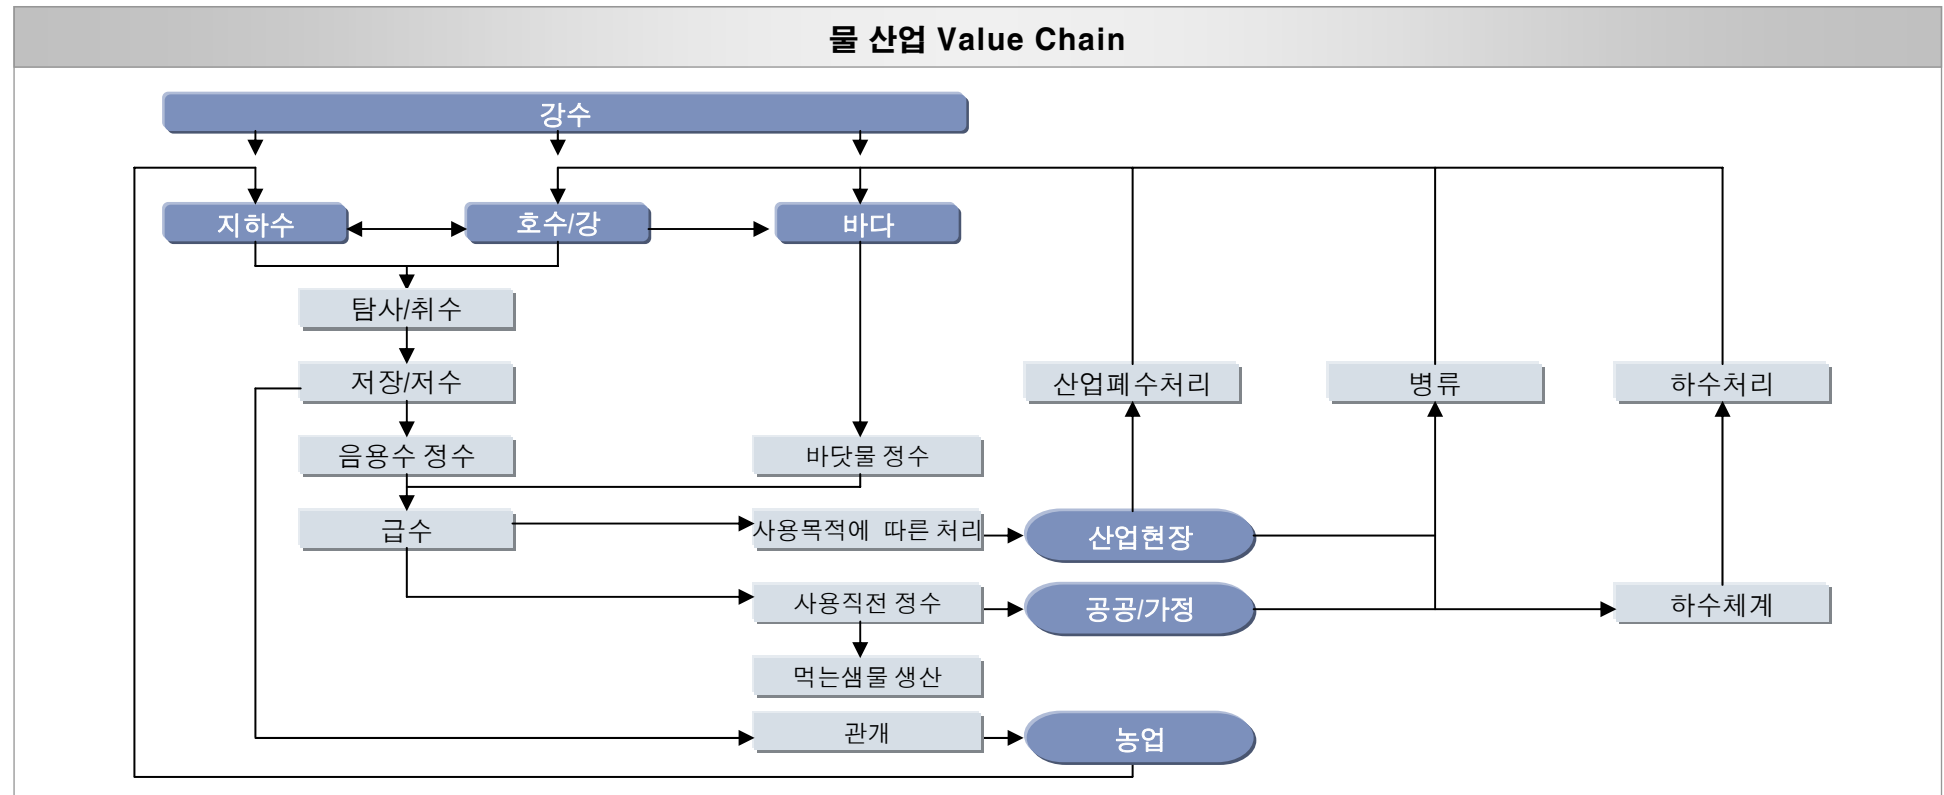 물 산업 Value Chain
강수
지하수
호수/강
바다
탐사/취수
저장/저수
산업폐수처리
병류
하수처리
음용수 정수
바닷물 정수
급수
사용목적에 따른 처리
산업현장
사용직전 정수
공공/가정
하수체계
먹는샘물 생산
관개
농업